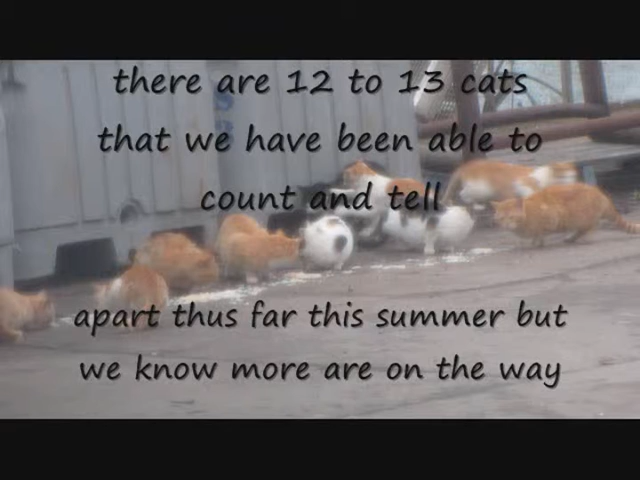 there are 12 to 13 cats
that we have been able to
count and tell
apart thus far this summer but
we know more are on the way